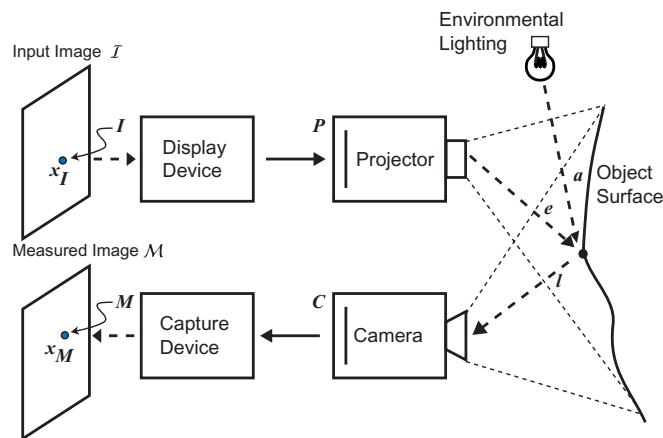 Environmental
Lighting
Input Image I
I
x_I
Display
Device
P
Projector
a
Object
Surface
e
Measured Image M
M
x_M
Capture
Device
C
Camera
l